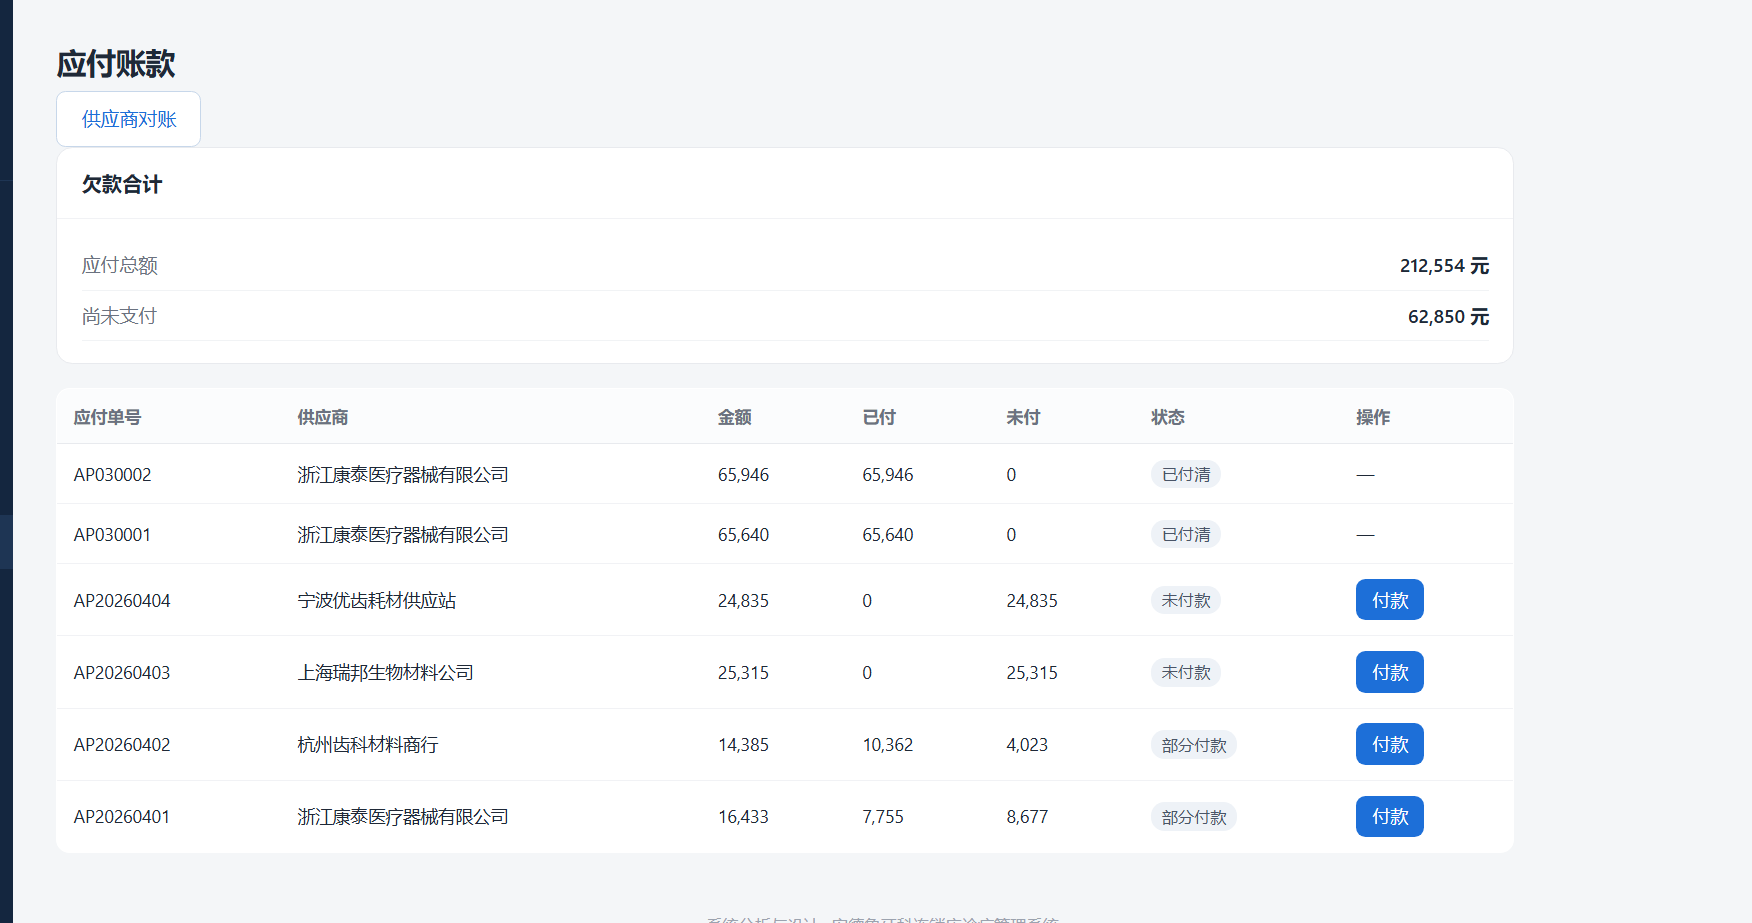 应付账款
供应商对账
欠款合计
应付总额 212,554 元
尚未支付 62,850 元
应付单号 供应商 金额 已付 未付 状态 操作
AP030002 浙江康泰医疗器械有限公司 65,946 65,946 0 已付清 —
AP030001 浙江康泰医疗器械有限公司 65,640 65,640 0 已付清 —
AP20260404 宁波优齿耗材供应站 24,835 0 24,835 未付款 付款
AP20260403 上海瑞邦生物材料公司 25,315 0 25,315 未付款 付款
AP20260402 杭州齿科材料商行 14,385 10,362 4,023 部分付款 付款
AP20260401 浙江康泰医疗器械有限公司 16,433 7,755 8,677 部分付款 付款